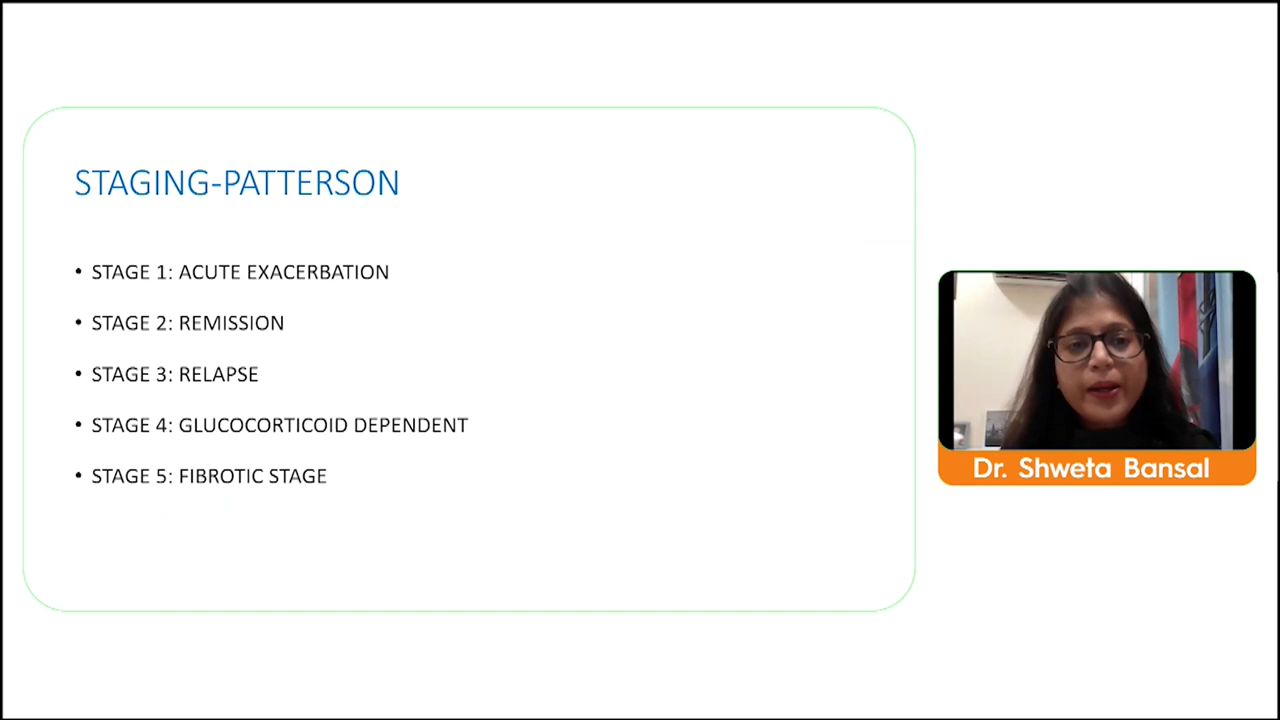 STAGING-PATTERSON
• STAGE 1: ACUTE EXACERBATION
• STAGE 2: REMISSION
• STAGE 3: RELAPSE
• STAGE 4: GLUCOCORTICOID DEPENDENT
• STAGE 5: FIBROTIC STAGE
Dr. Shweta Bansal